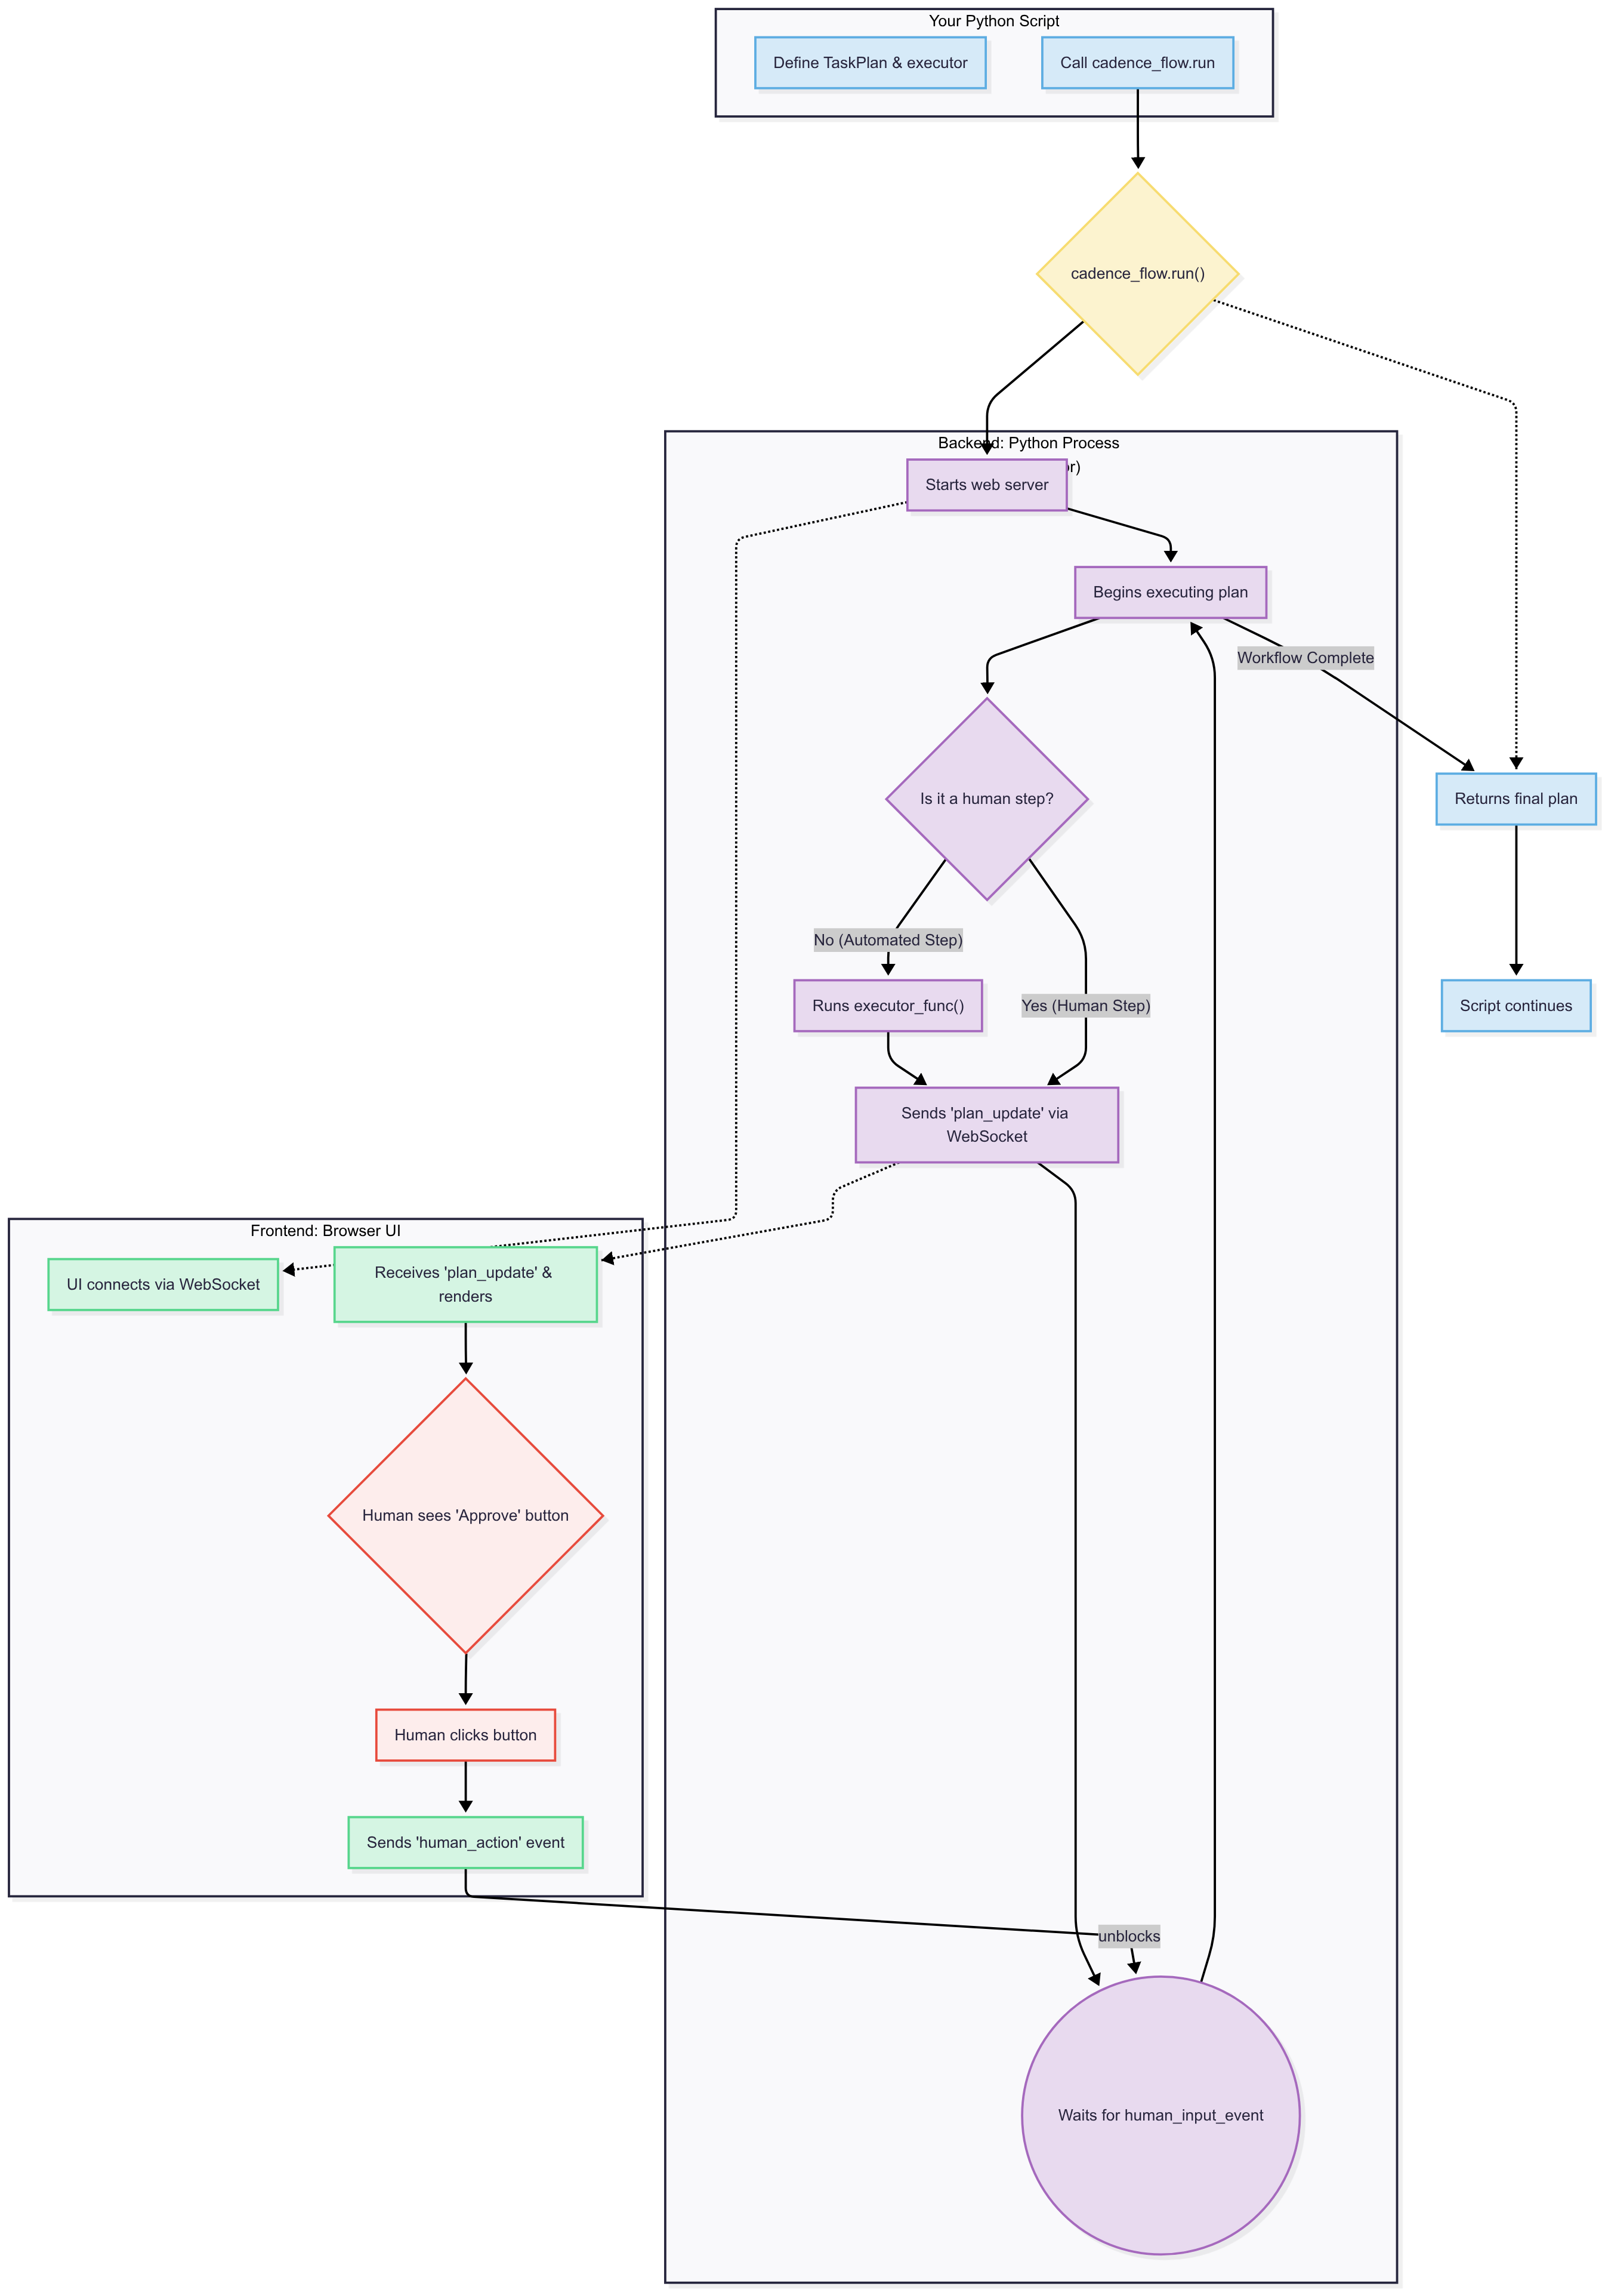 Your Python Script
Define TaskPlan & executor
Call cadence_flow.run
cadence_flow.run()
Backend: Python Process
Starts web server
Begins executing plan
Workflow Complete
Is it a human step?
Returns final plan
No (Automated Step)
Runs executor_func()
Yes (Human Step)
Script continues
Sends 'plan_update' via
WebSocket
Frontend: Browser UI
UI connects via WebSocket
Receives 'plan_update' &
renders
Human sees 'Approve' button
Human clicks button
Sends 'human_action' event
unblocks
Waits for human_input_event